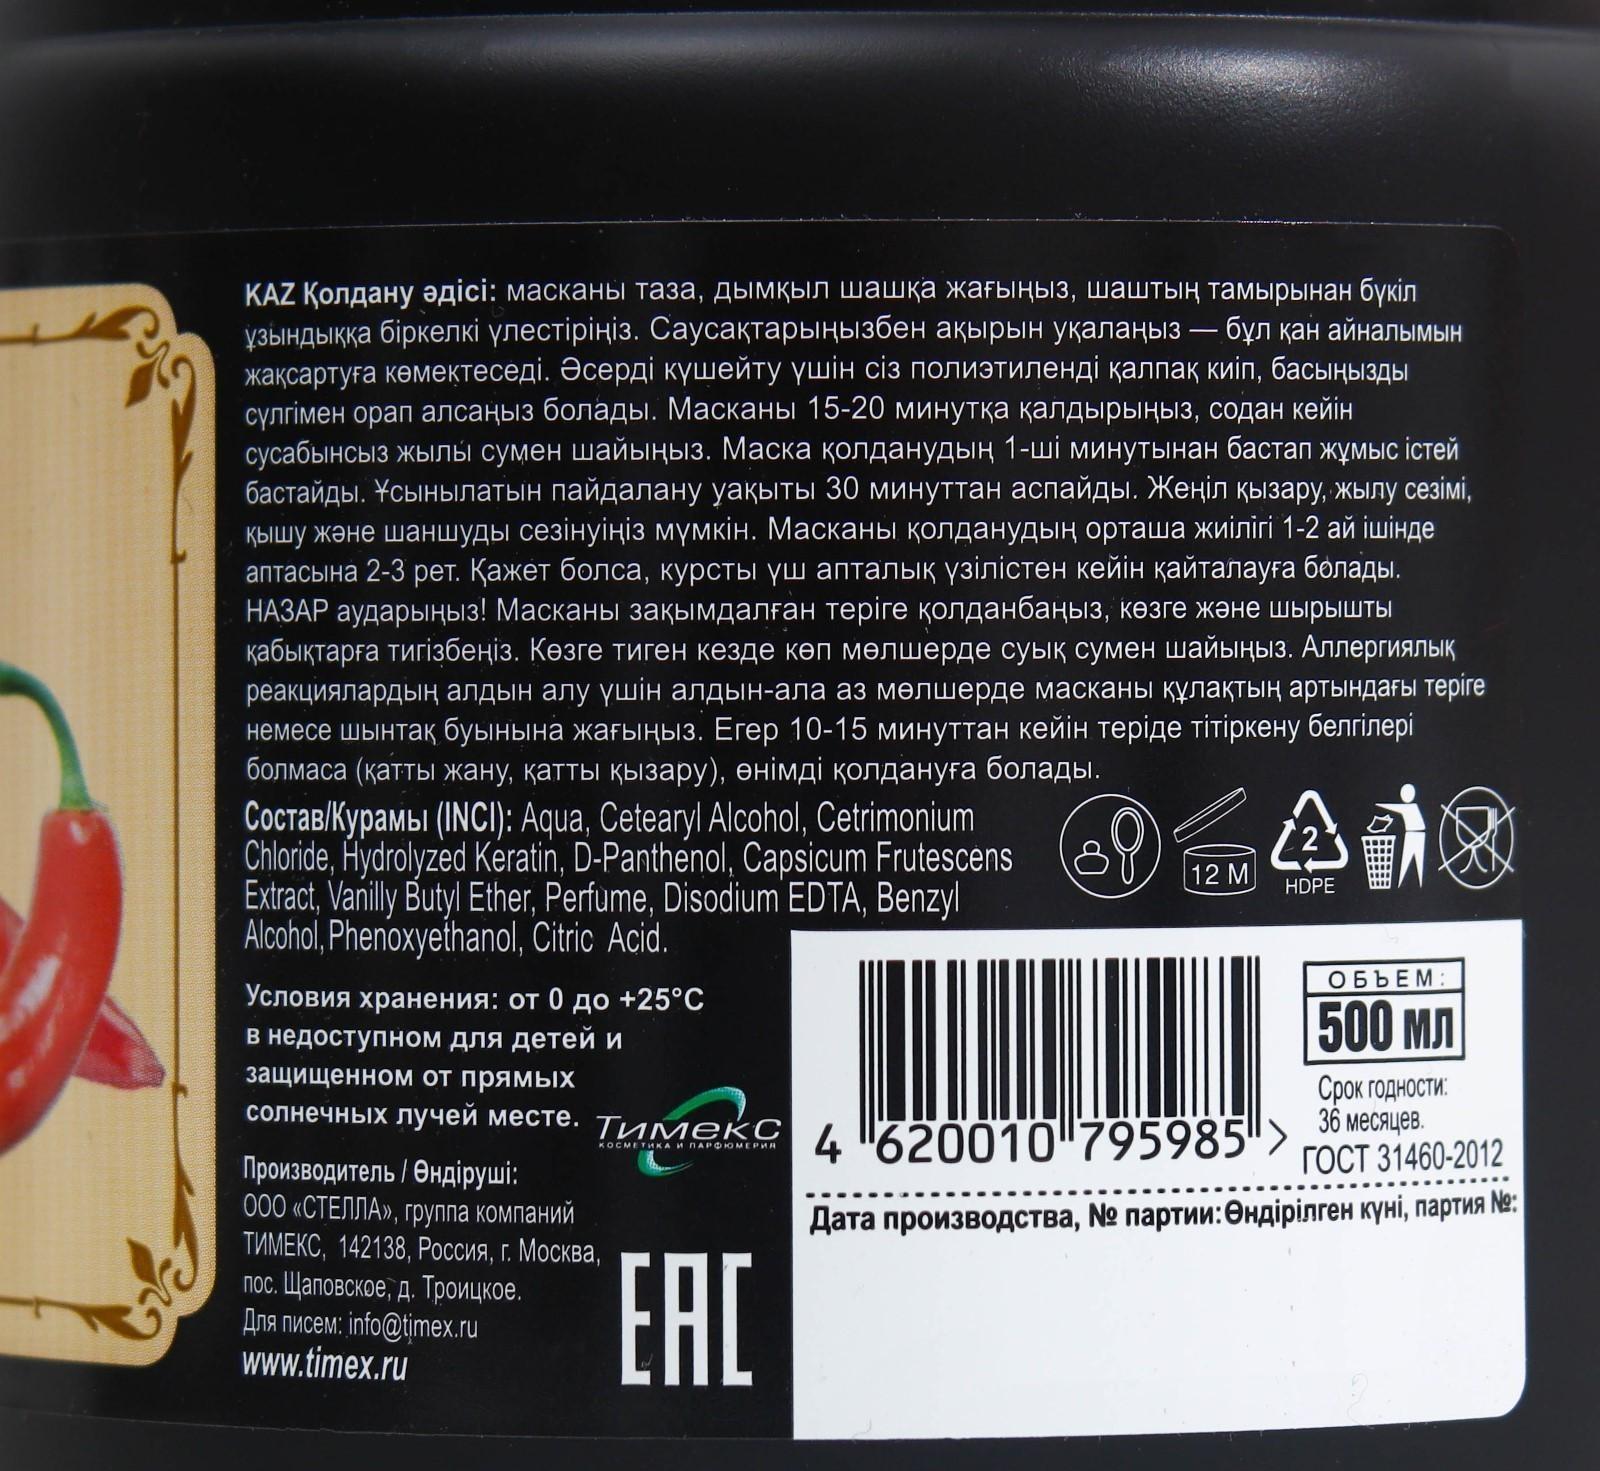 KAZ Қолдану әдісі: масканы таза, дымқыл шашқа жағыңыз, шаштың тамырынан бүкіл
ұзындыққа біркелкі үлестіріңіз. Саусақтарыңызбен ақырын уқалаңыз — бұл қан айналымын
жақсартуға көмектеседі. Әсерді күшейту үшін сіз полиэтиленді қалпақ киіп, басыңызды
сүлгімен орап алсаңыз болады. Масканы 15-20 минутқа қалдырыңыз, содан кейін
сусабынсыз жылы сумен шайыңыз. Маска қолданудың 1-ші минутынан бастап жұмыс істей
бастайды. Ұсынылатын пайдалану уақыты 30 минуттан аспайды. Жеңіл қызару, жылу сезімі,
қышу және шаншуды сезінуіңіз мүмкін. Масканы қолданудың орташа жиілігі 1-2 ай ішінде
аптасына 2-3 рет. Қажет болса, курсты үш апталық үзілістен кейін қайталауға болады.
НАЗАР аударыңыз! Масканы зақымдалған теріге қолданбаңыз, көзге және шырышты
қабықтарға тигізбеңіз. Көзге тиген кезде көп мөлшерде суық сумен шайыңыз. Аллергиялық
реакциялардың алдын алу үшін алдын-ала аз мөлшерде масканы құлақтың артындағы теріге
немесе шынтақ буынына жағыңыз. Егер 10-15 минуттан кейін теріде тітіркену белгілері
болмаса (қатты жану, қатты қызару), өнімді қолдануға болады.
Состав/Курамы (INCI): Aqua, Cetearyl Alcohol, Cetrimonium
Chloride, Hydrolyzed Keratin, D-Panthenol, Capsicum Frutescens
Extract, Vanilly Butyl Ether, Perfume, Disodium EDTA, Benzyl
Alcohol, Phenoxyethanol, Citric Acid.
12 M
2
HDPE
Условия хранения: от 0 до +25°С
в недоступном для детей и
защищенном от прямых
солнечных лучей месте.
Тимекс
КОСМЕТИКА И ПАРФЮМЕРИЯ
Производитель / Өндіруші:
ООО «СТЕЛЛА», группа компаний
ТИМЕКС, 142138, Россия, г. Москва,
пос. Щаповское, д. Троицкое.
Для писем: info@timex.ru
www.timex.ru
EAC
4 620010 795985 >
ОБЪЕМ:
500 мл
Срок годности:
36 месяцев.
ГОСТ 31460-2012
Дата производства, № партии: Өндірілген күні, партия №: